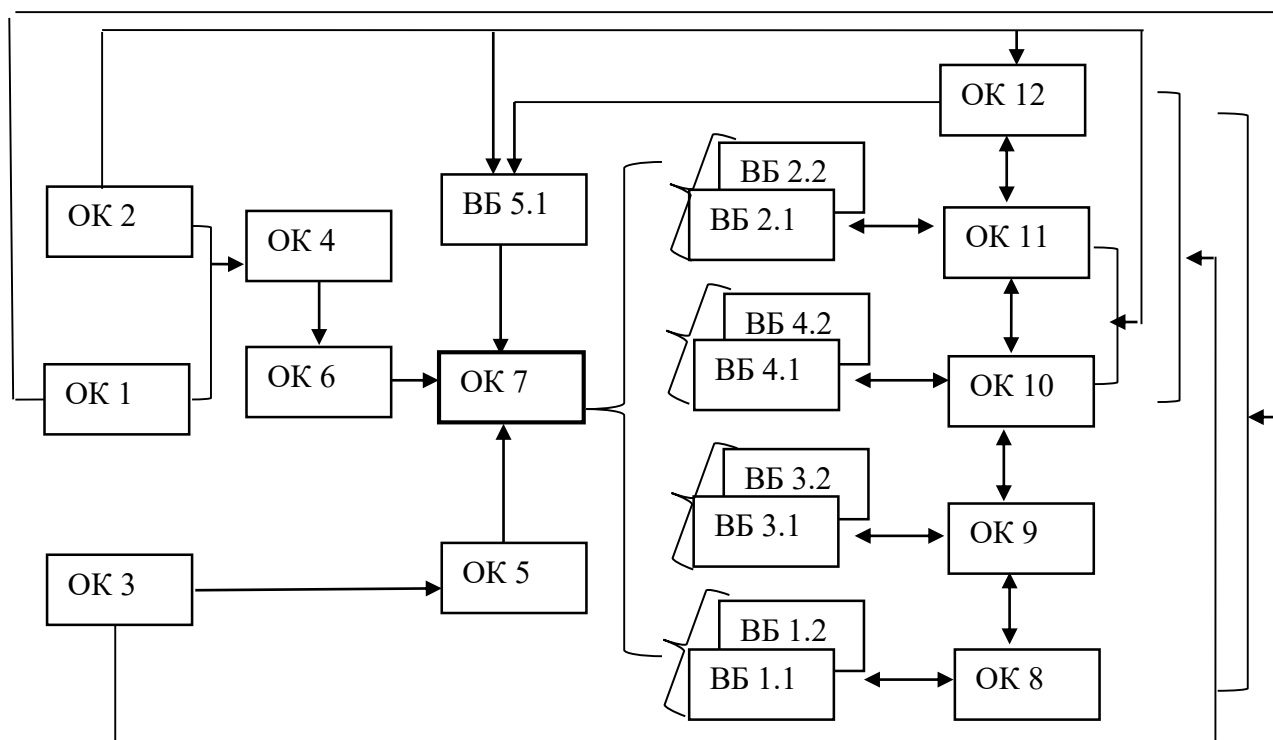 ОК 12
ВБ 2.2
ОК 2
ВБ 5.1
ВБ 2.1
ОК 4
ОК 11
ВБ 4.2
ОК 1
ОК 6
ОК 7
ВБ 4.1
ОК 10
ВБ 3.2
ВБ 3.1
ОК 9
ОК 3
ОК 5
ВБ 1.2
ВБ 1.1
ОК 8